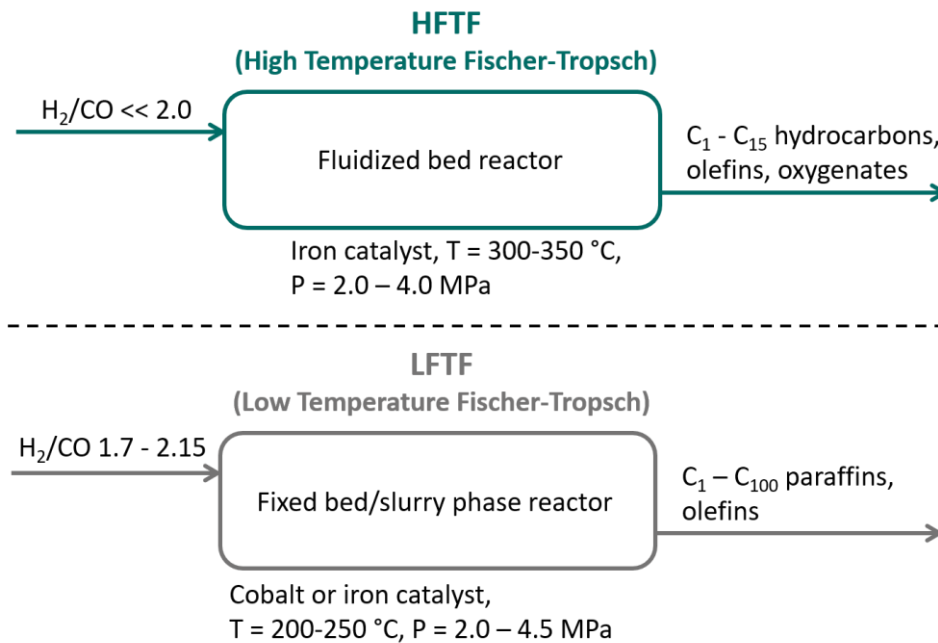 HFTF
(High Temperature Fischer-Tropsch)
H₂/CO << 2.0
Fluidized bed reactor
C₁ - C₁₅ hydrocarbons,
olefins, oxygenates
Iron catalyst, T = 300-350 °C,
P = 2.0 – 4.0 MPa
LFTF
(Low Temperature Fischer-Tropsch)
H₂/CO 1.7 - 2.15
Fixed bed/slurry phase reactor
C₁ – C₁₀₀ paraffins,
olefins
Cobalt or iron catalyst,
T = 200-250 °C, P = 2.0 – 4.5 MPa